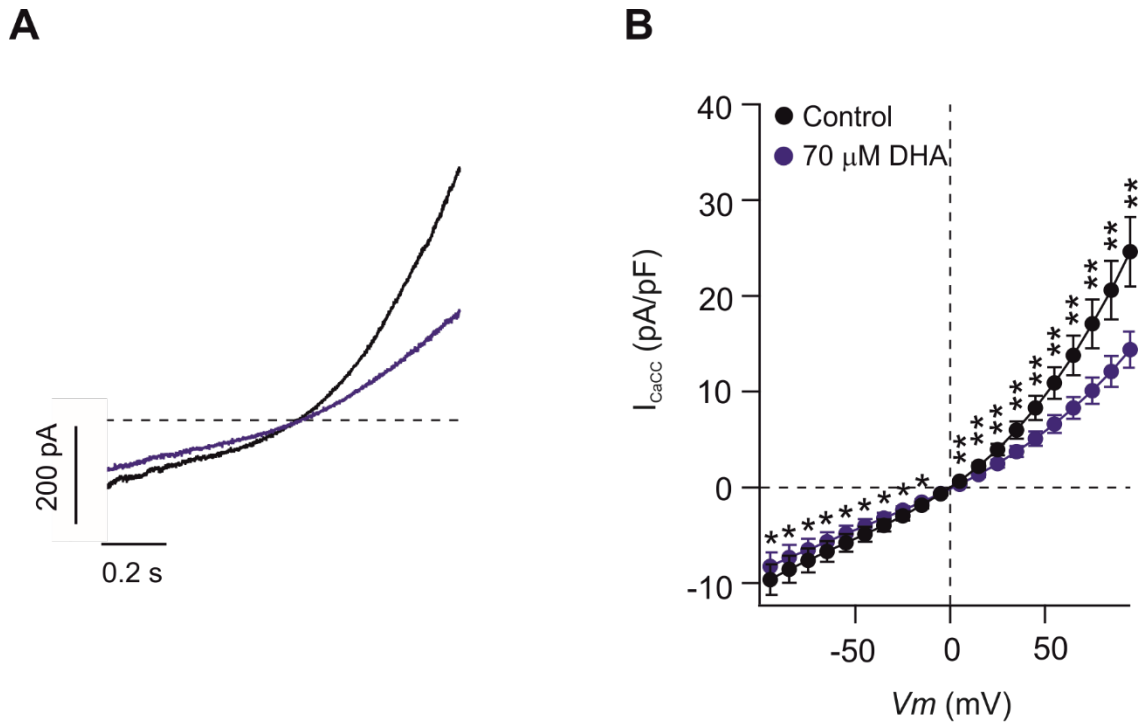 A
200 pA
0.2 s
B
Control
70 μM DHA
40
30
20
10
0
-10
I_CaCC (pA/pF)
** ** ** ** ** ** ** ** ** **
* * * * * * * * *
-50
0
50
Vm (mV)